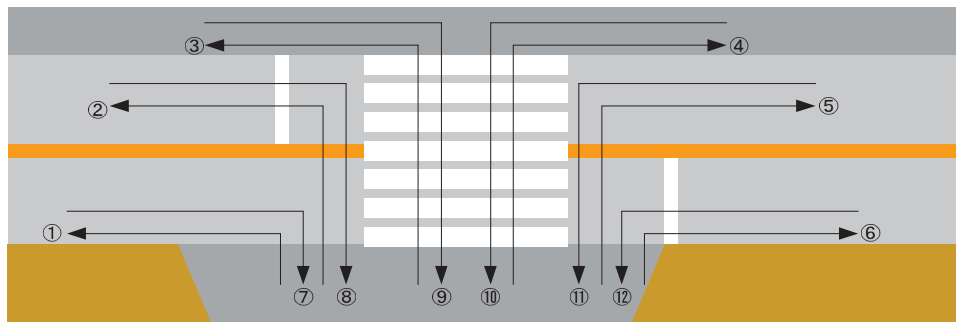 ③ ④
② ⑤
① ⑥
⑦ ⑧ ⑨ ⑩ ⑪ ⑫